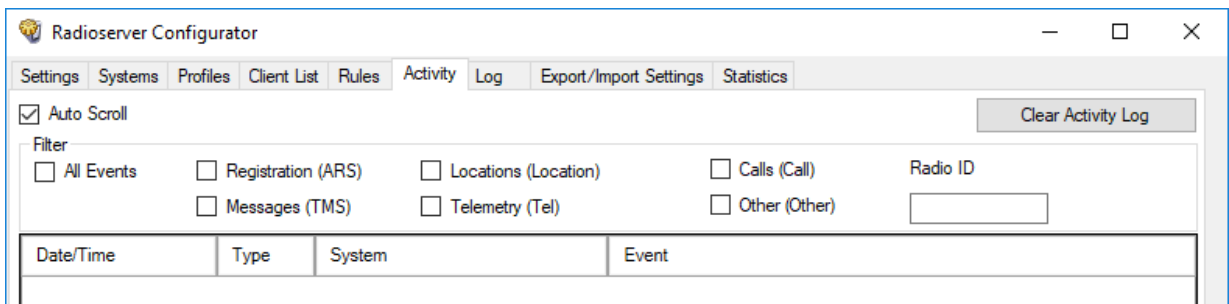 Radioserver Configurator
Settings Systems Profiles Client List Rules Activity Log Export/Import Settings Statistics
Auto Scroll Clear Activity Log
Filter
All Events Registration (ARS) Locations (Location) Calls (Call) Radio ID
Messages (TMS) Telemetry (Tel) Other (Other)
Date/Time Type System Event